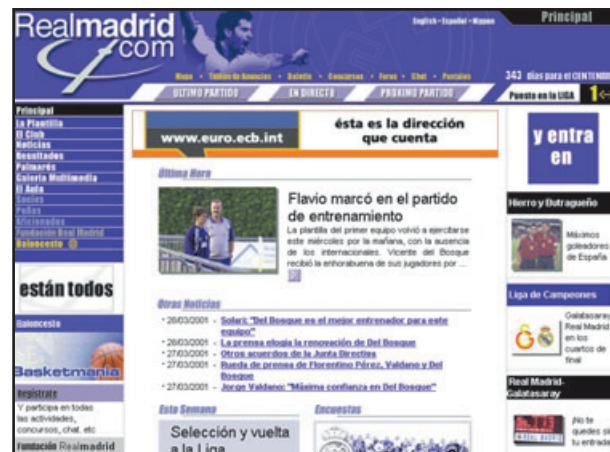 Realmadrid
.com
English - Español - Nippon
Principal
Mapa • Tablón de Anuncios • Boletín • Concursos • Foros • Chat • Portales
343 días para el CENTENARIO
ÚLTIMO PARTIDO
EN DIRECTO
PRÓXIMO PARTIDO
Puesto en la LIGA 1
Principal
La Plantilla
El Club
Noticias
Resultados
Palmarés
Galería Multimedia
El Aula
Socios
Peñas
Aficionados
Fundación Real Madrid
Baloncesto
están todos
Baloncesto
Basketmanía
Regístrate
Y participa en todas
las actividades,
concursos, chat, etc
Fundación Realmadrid
www.euro.ecb.int
ésta es la dirección
que cuenta
Última Hora
Flavio marcó en el partido
de entrenamiento
La plantilla del primer equipo volvió a ejercitarse
este miércoles por la mañana, con la ausencia
de los internacionales. Vicente del Bosque
recibió la enhorabuena de sus jugadores por ...
Otras Noticias
26/03/2001 - Solari: "Del Bosque es el mejor entrenador para este
equipo"
26/03/2001 - La prensa elogia la renovación de Del Bosque
27/03/2001 - Otros acuerdos de la Junta Directiva
27/03/2001 - Rueda de prensa de Florentino Pérez, Valdano y Del
Bosque
27/03/2001 - Jorge Valdano: "Máxima confianza en Del Bosque"
Esta Semana
Selección y vuelta
a la Liga
Encuestas
y entra
en
Hierro y Butragueño
Máximos
goleadores
de España
Liga de Campeones
Galatasaray
Real Madrid
en los
cuartos de
final
Real Madrid-
Galatasaray
¡No te
quedes si
tu entrada